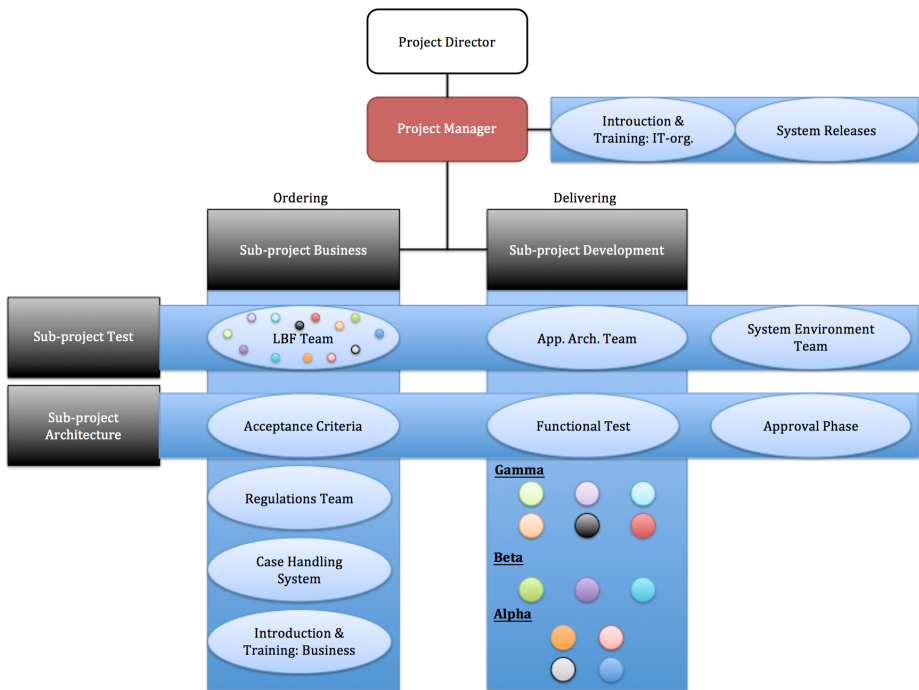 Project Director
Project Manager
Introuction &
Training: IT-org.
System Releases
Ordering
Delivering
Sub-project Business
Sub-project Development
Sub-project Test
LBF Team
App. Arch. Team
System Environment
Team
Sub-project
Architecture
Acceptance Criteria
Functional Test
Approval Phase
Regulations Team
Case Handling
System
Introduction &
Training: Business
Gamma
Beta
Alpha